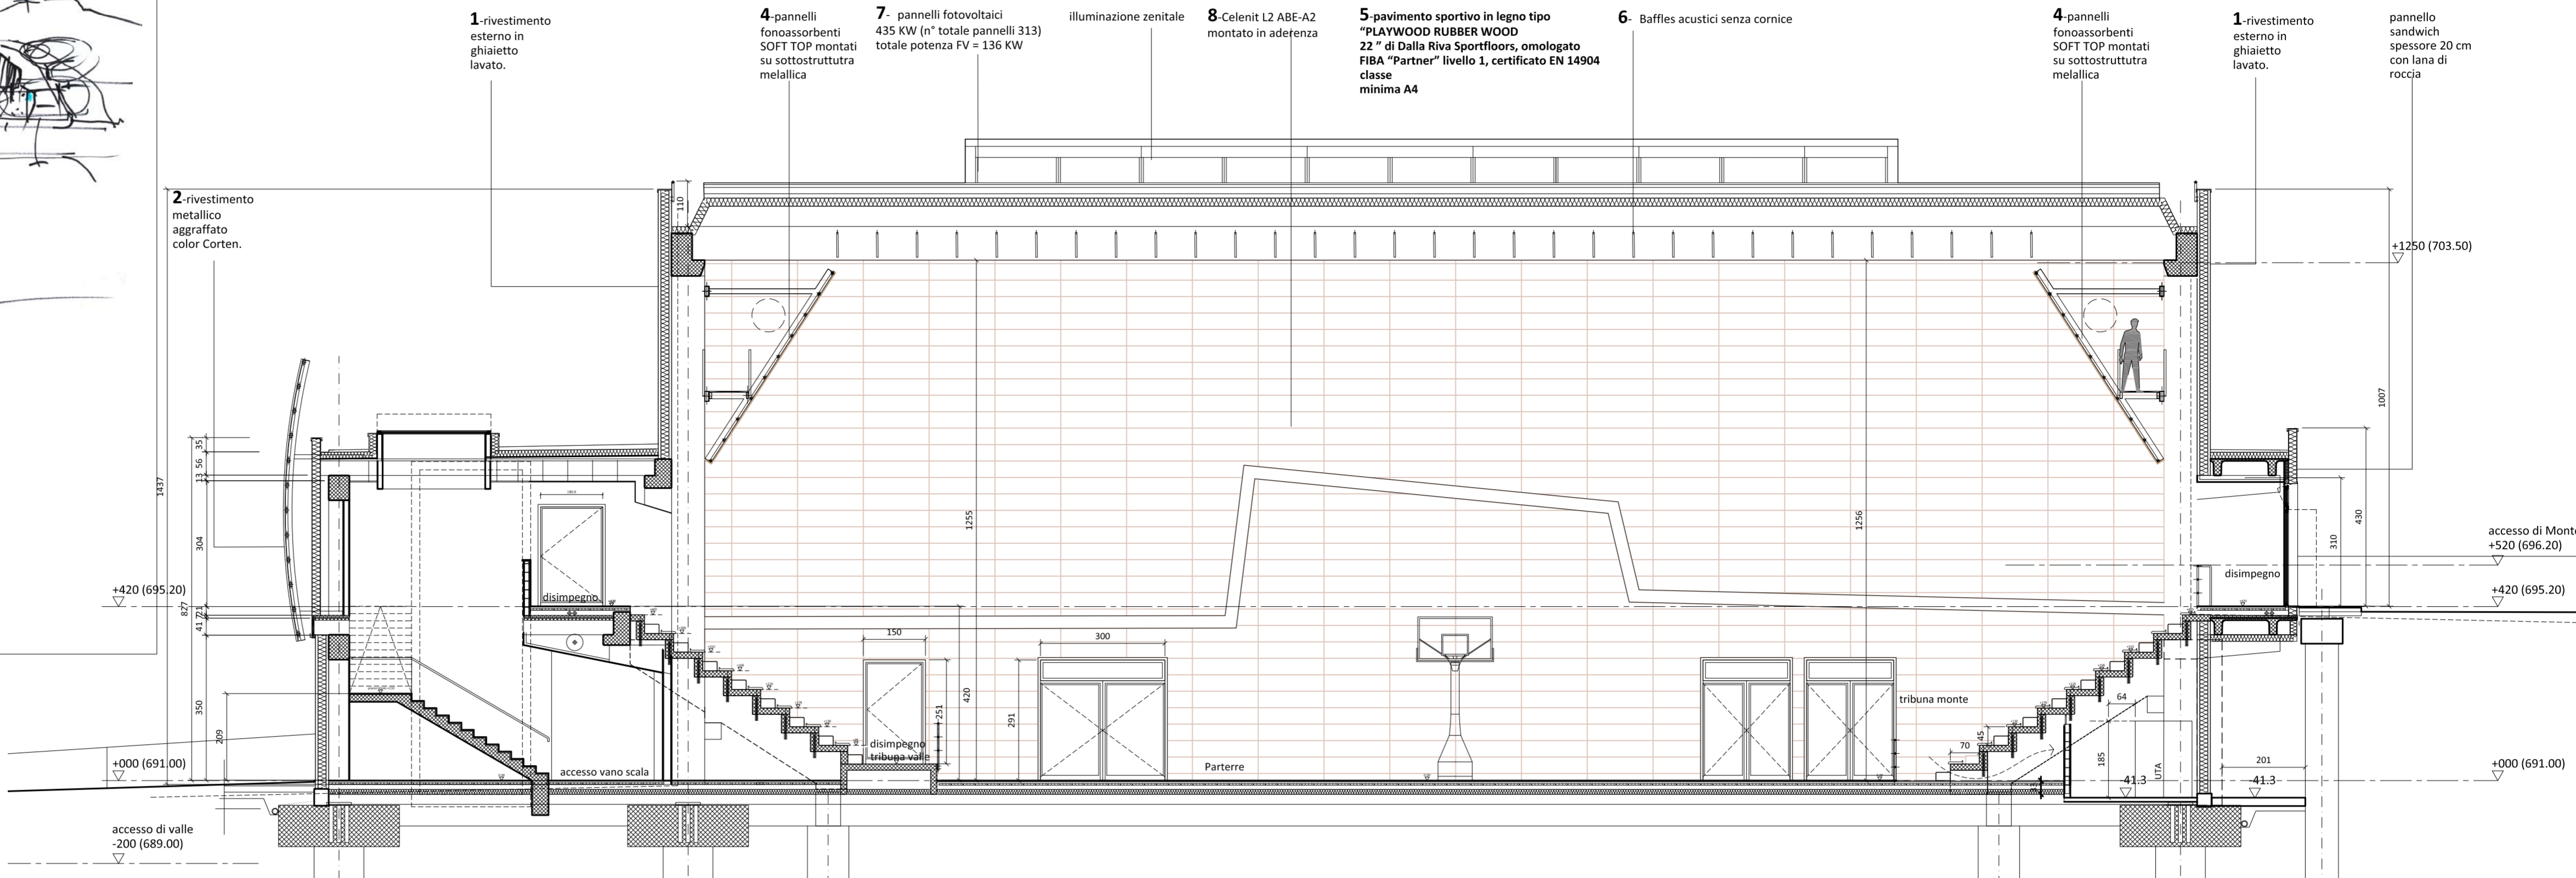 1-rivestimento
esterno in
ghiaietto
lavato.
4-pannelli
fonoassorbenti
SOFT TOP montati
su sottostruttutra
melallica
7- pannelli fotovoltaici
435 KW (n° totale pannelli 313)
totale potenza FV = 136 KW
illuminazione zenitale
8-Celenit L2 ABE-A2
montato in aderenza
5-pavimento sportivo in legno tipo
“PLAYWOOD RUBBER WOOD
22 ” di Dalla Riva Sportfloors, omologato
FIBA “Partner” livello 1, certificato EN 14904
classe
minima A4
6- Baffles acustici senza cornice
4-pannelli
fonoassorbenti
SOFT TOP montati
su sottostruttutra
melallica
1-rivestimento
esterno in
ghiaietto
lavato.
pannello
sandwich
spessore 20 cm
con lana di
roccia
2-rivestimento
metallico
aggraffato
color Corten.
110
+1250 (703.50)
1007
1437
35
56
13
304
827
21
41 7
350
209
1255
1256
430
310
accesso di Monte
+520 (696.20)
disimpegno
+420 (695.20)
+420 (695.20)
disimpegno
150
300
420
251
291
tribuna monte
64
70
45
185
UTA
201
-41.3
-41.3
disimpegno
tribuna valle
accesso vano scala
Parterre
+000 (691.00)
+000 (691.00)
accesso di valle
-200 (689.00)